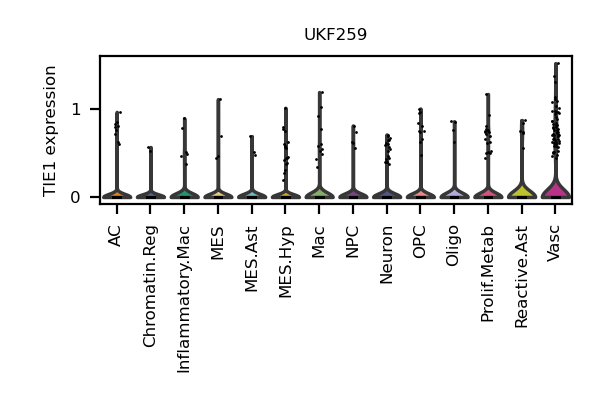 UKF259
TIE1 expression
1
0
AC
Chromatin.Reg
Inflammatory.Mac
MES
MES.Ast
MES.Hyp
Mac
NPC
Neuron
OPC
Oligo
Prolif.Metab
Reactive.Ast
Vasc